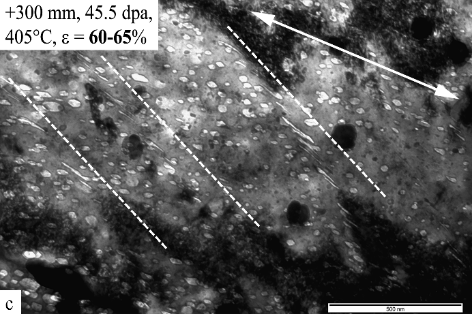 +300 mm, 45.5 dpa,
405°C, ε = 60-65%
c
500 nm